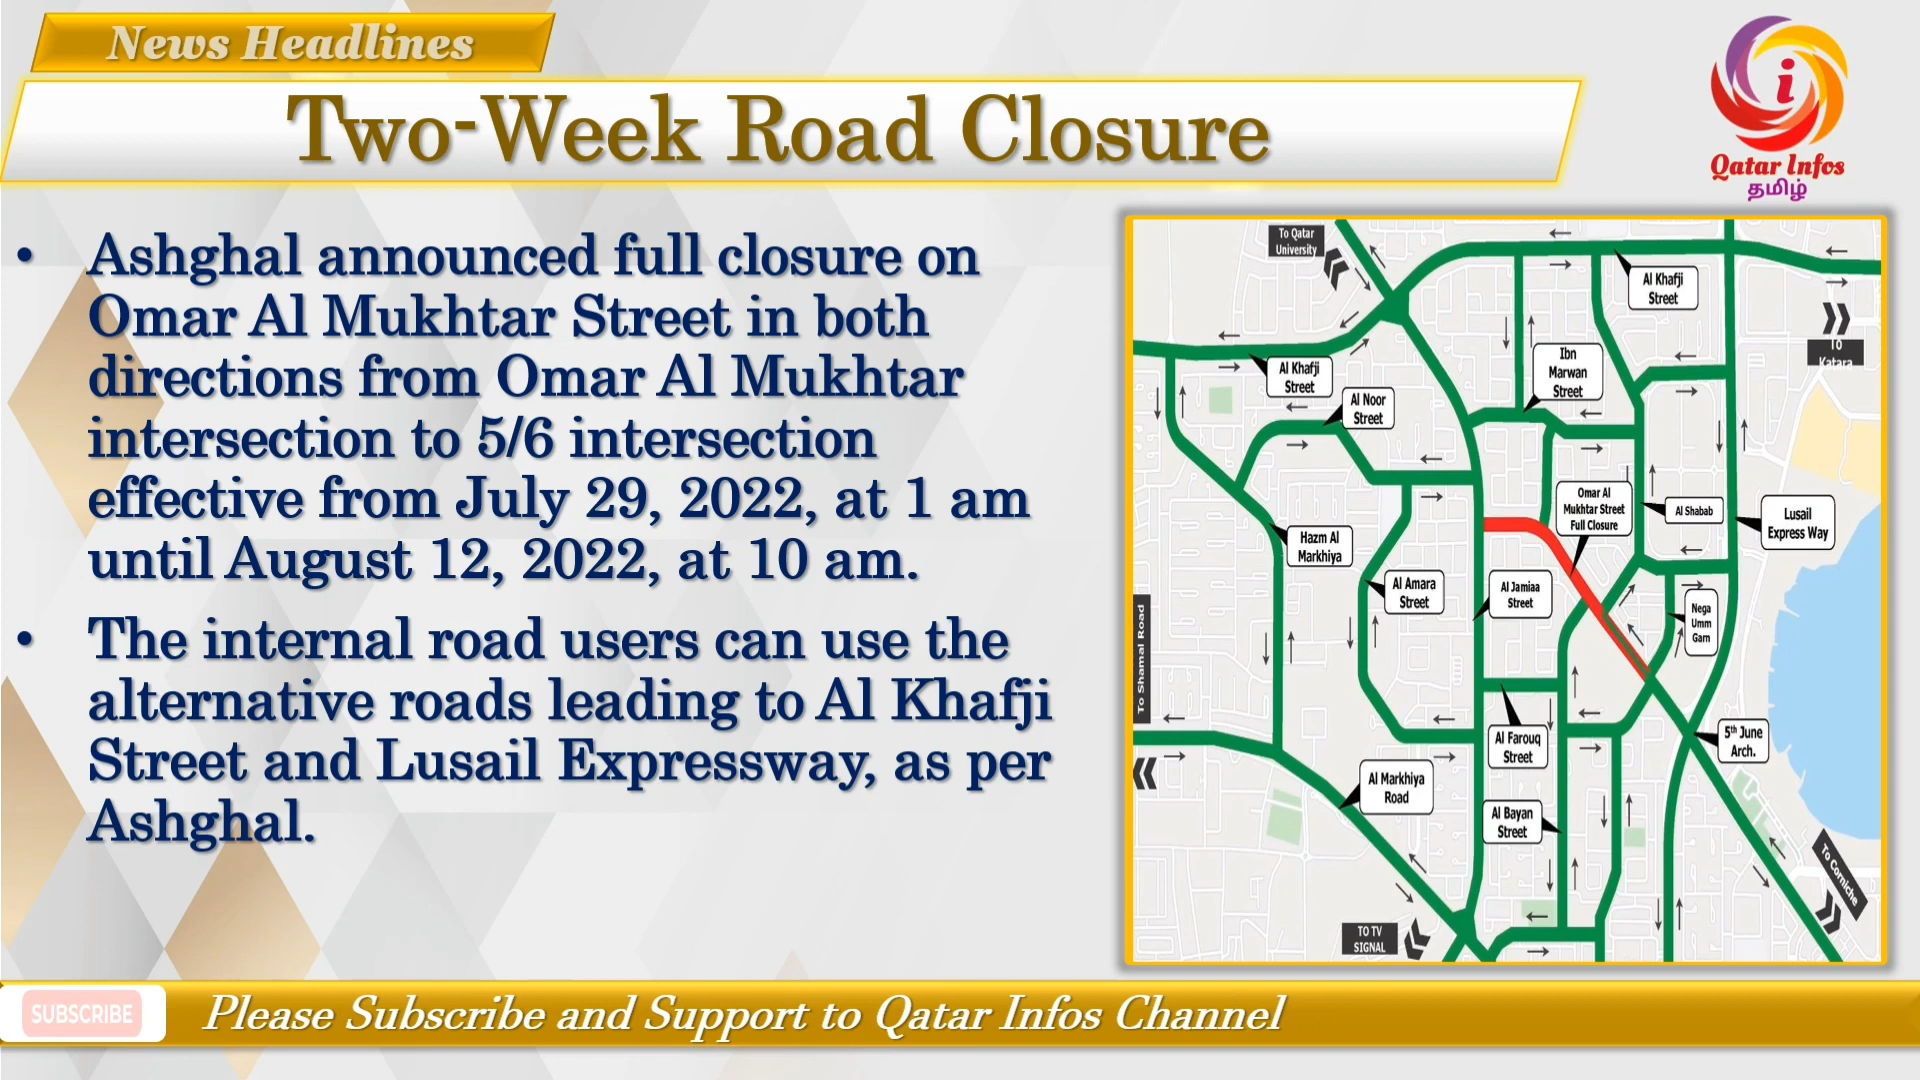 News Headlines
Two-Week Road Closure
i
Qatar Infos
தமிழ்
• Ashghal announced full closure on
Omar Al Mukhtar Street in both
directions from Omar Al Mukhtar
intersection to 5/6 intersection
effective from July 29, 2022, at 1 am
until August 12, 2022, at 10 am.
• The internal road users can use the
alternative roads leading to Al Khafji
Street and Lusail Expressway, as per
Ashghal.
To Qatar
University
Al Khafji
Street
To
Katara
Al Khafji
Street
Ibn
Marwan
Street
Al Noor
Street
Omar Al
Mukhtar Street
Full Closure
Al Shabab
Lusail
Express Way
Hazm Al
Markhiya
Al Amara
Street
Al Jamiaa
Street
Nega
Umm
Gam
To Shamal Road
Al Farouq
Street
5th June
Arch.
Al Markhiya
Road
Al Bayan
Street
To Corniche
TO TV
SIGNAL
SUBSCRIBE
Please Subscribe and Support to Qatar Infos Channel